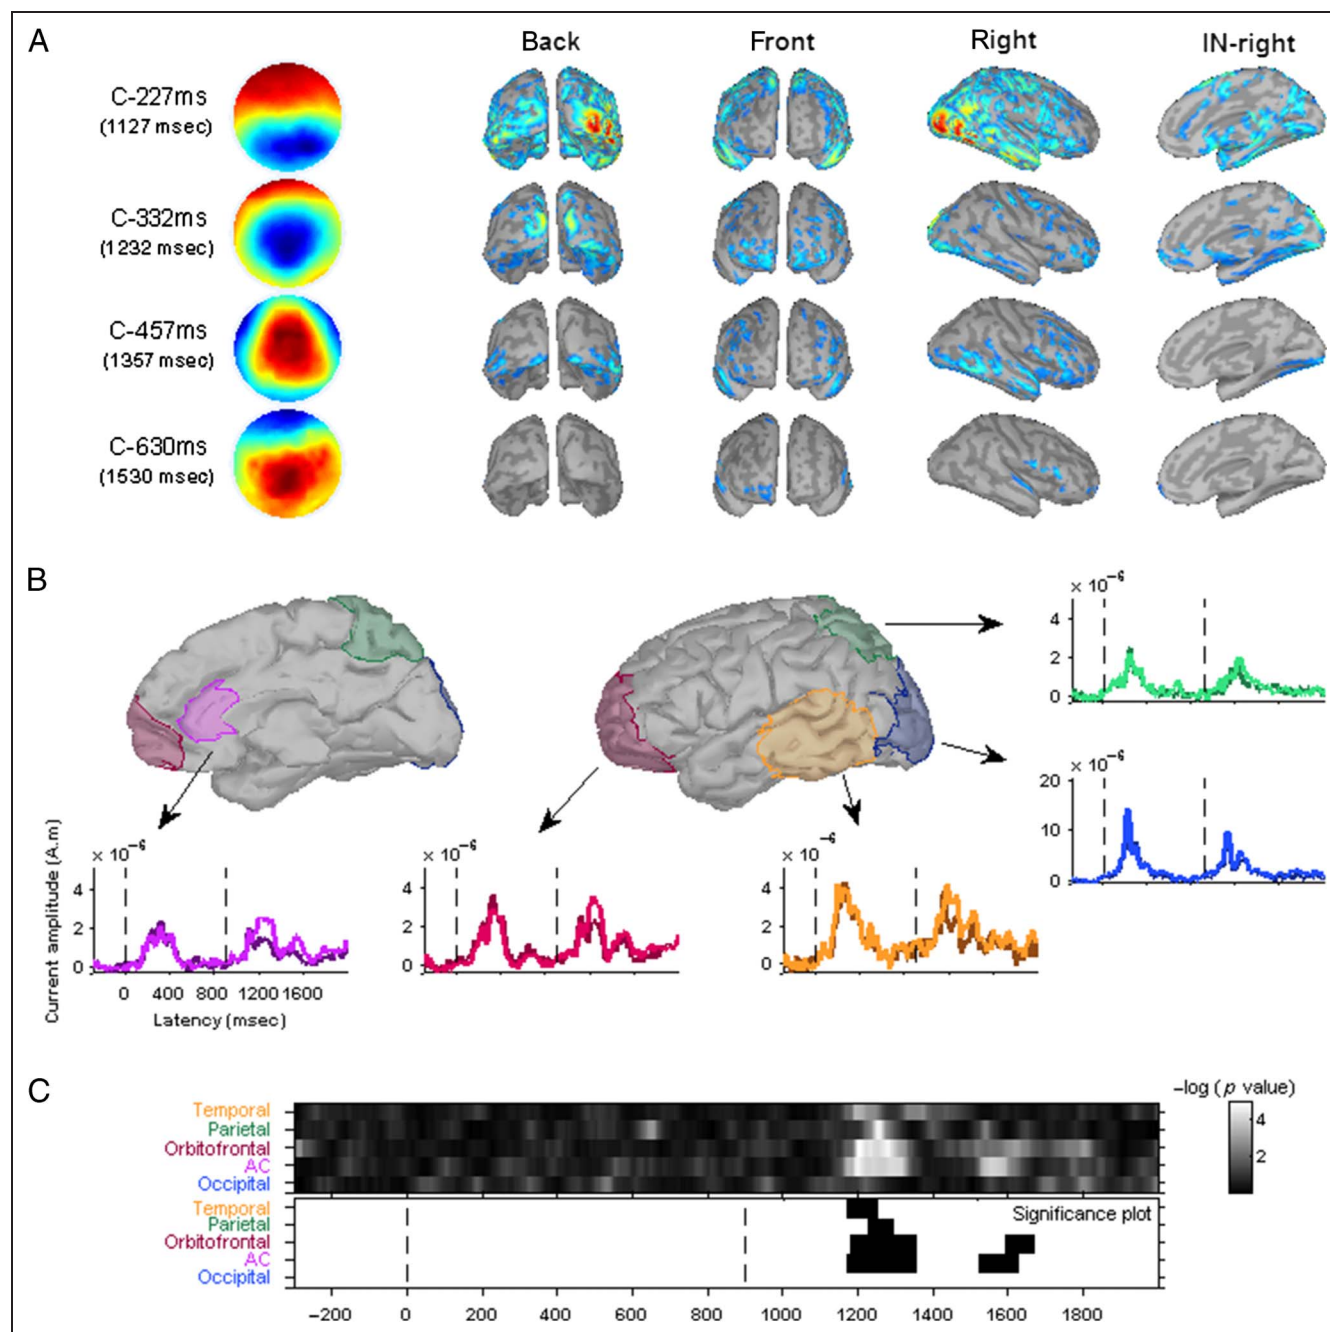 A
Back Front Right IN-right
C-227ms
(1127 msec)
C-332ms
(1232 msec)
C-457ms
(1357 msec)
C-630ms
(1530 msec)
B
× 10⁻⁶
4
2
0
× 10⁻⁶
20
10
0
Current amplitude (A.m)
× 10⁻⁶
4
2
0
0 400 800 1200 1600
Latency (msec)
× 10⁻⁶
4
2
0
× 10⁻⁶
4
2
0
C
–log (p value)
4
2
Temporal
Parietal
Orbitofrontal
AC
Occipital
Temporal
Parietal
Orbitofrontal
AC
Occipital
Significance plot
–200 0 200 400 600 800 1000 1200 1400 1600 1800